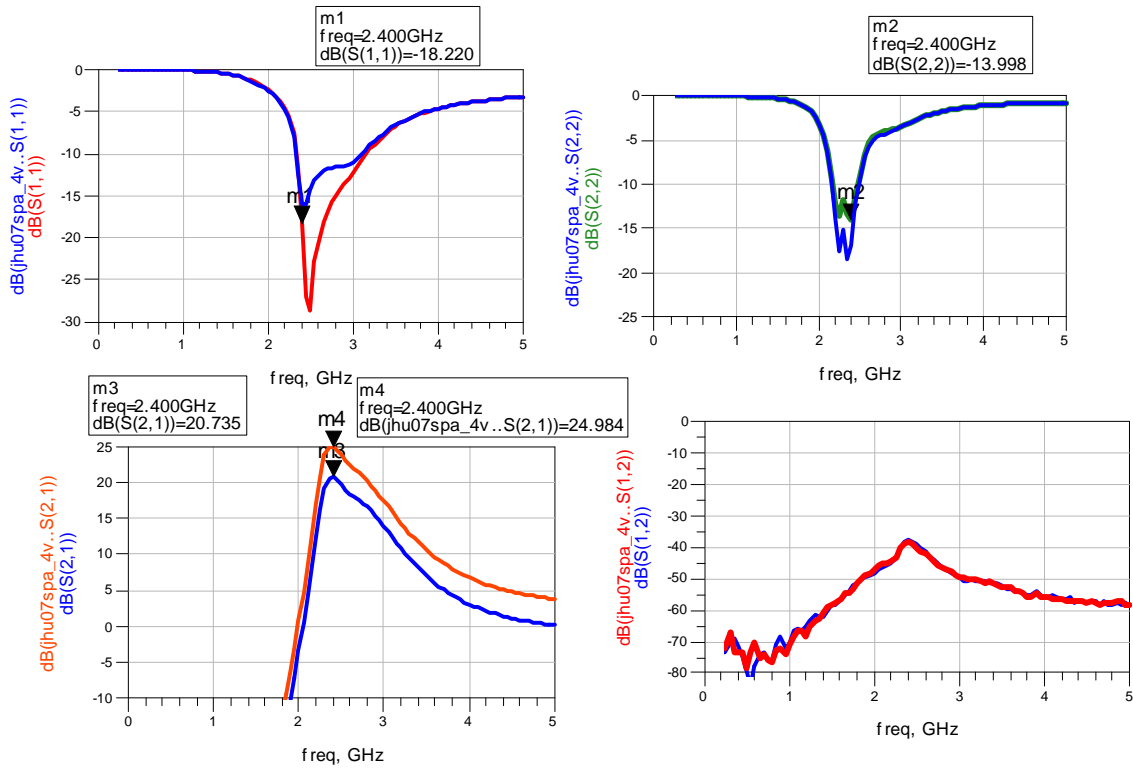 m1
freq=2.400GHz
dB(S(1,1))=-18.220
dB(jhu07spa_4v..S(1,1))
dB(S(1,1))
0
-5
-10
-15
-20
-25
-30
m1
0
1
2
3
4
5
freq, GHz
m2
freq=2.400GHz
dB(S(2,2))=-13.998
dB(jhu07spa_4v..S(2,2))
dB(S(2,2))
0
-5
-10
-15
-20
-25
m2
0
1
2
3
4
5
freq, GHz
m3
freq=2.400GHz
dB(S(2,1))=20.735
m4
freq=2.400GHz
dB(jhu07spa_4v..S(2,1))=24.984
dB(jhu07spa_4v..S(2,1))
dB(S(2,1))
25
20
15
10
5
0
-5
-10
m4
m3
0
1
2
3
4
5
freq, GHz
dB(jhu07spa_4v..S(1,2))
dB(S(1,2))
0
-10
-20
-30
-40
-50
-60
-70
-80
0
1
2
3
4
5
freq, GHz